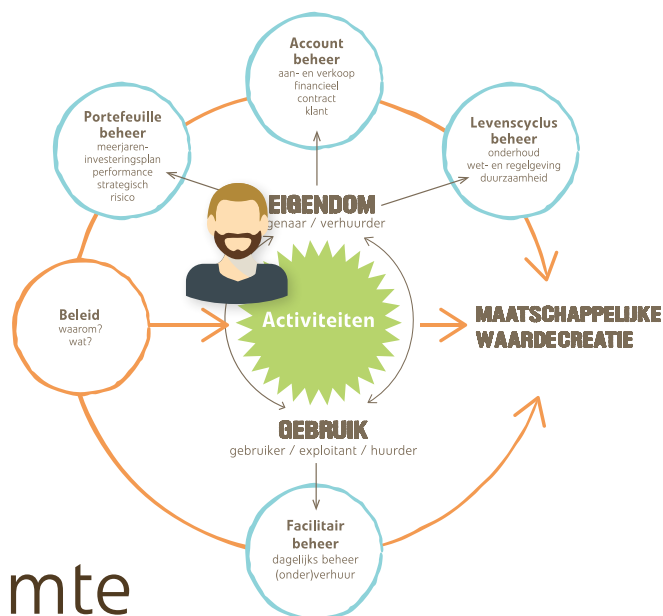 Account
beheer
aan- en verkoop
financieel
contract
klant
Portefeuille
beheer
meerjaren-
investeringsplan
performance
strategisch
risico
Levenscyclus
beheer
onderhoud
wet- en regelgeving
duurzaamheid
EIGENDOM
genaar / verhuurder
Beleid
waarom?
wat?
Activiteiten
MAATSCHAPPELIJKE
WAARDECREATIE
GEBRUIK
gebruiker / exploitant / huurder
Facilitair
beheer
dagelijks beheer
(onder)verhuur
mte